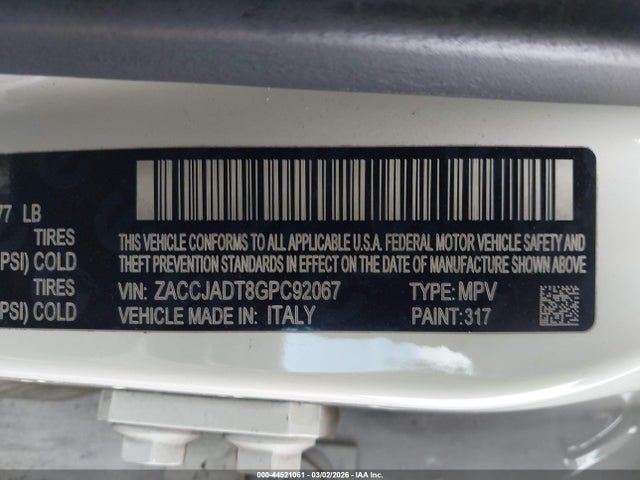 77 LB
TIRES
PSI) COLD
TIRES
PSI) COLD
THIS VEHICLE CONFORMS TO ALL APPLICABLE U.S.A. FEDERAL MOTOR VEHICLE SAFETY AND
THEFT PREVENTION STANDARDS IN EFFECT ON THE DATE OF MANUFACTURE SHOWN ABOVE
VIN: ZACCJADT8GPC92067 TYPE: MPV
VEHICLE MADE IN: ITALY PAINT: 317
000-44521061 - 03/02/2026 - IAAI.COM